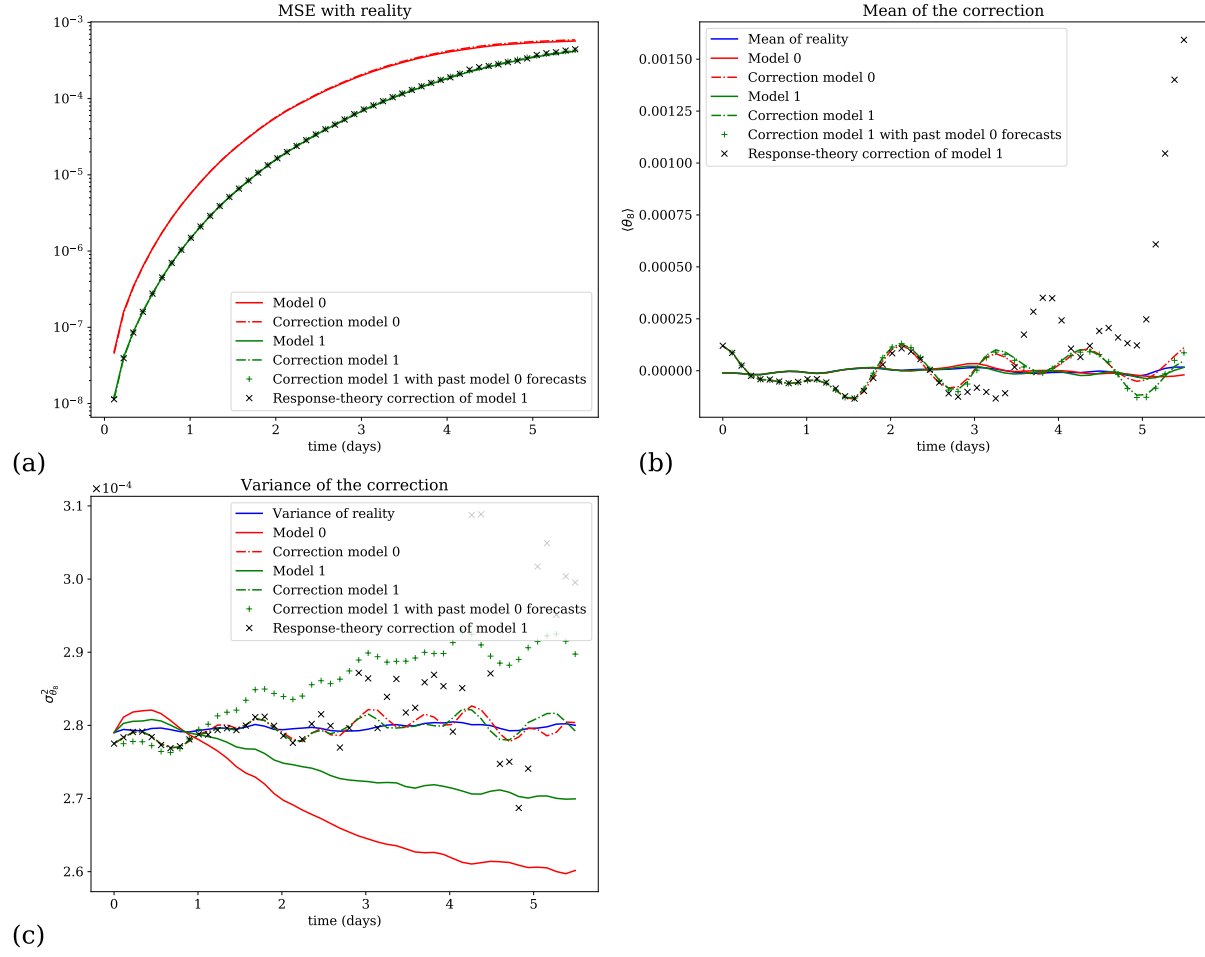 MSE with reality
10⁻³
10⁻⁴
10⁻⁵
10⁻⁶
10⁻⁷
10⁻⁸
Model 0
Correction model 0
Model 1
Correction model 1
Correction model 1 with past model 0 forecasts
Response-theory correction of model 1
0 1 2 3 4 5
time (days)
(a)
Mean of the correction
⟨θ₈⟩
0.00150
0.00125
0.00100
0.00075
0.00050
0.00025
0.00000
Mean of reality
Model 0
Correction model 0
Model 1
Correction model 1
Correction model 1 with past model 0 forecasts
Response-theory correction of model 1
0 1 2 3 4 5
time (days)
(b)
×10⁻⁴
Variance of the correction
σ²_θ₈
3.1
3.0
2.9
2.8
2.7
2.6
Variance of reality
Model 0
Correction model 0
Model 1
Correction model 1
Correction model 1 with past model 0 forecasts
Response-theory correction of model 1
0 1 2 3 4 5
time (days)
(c)